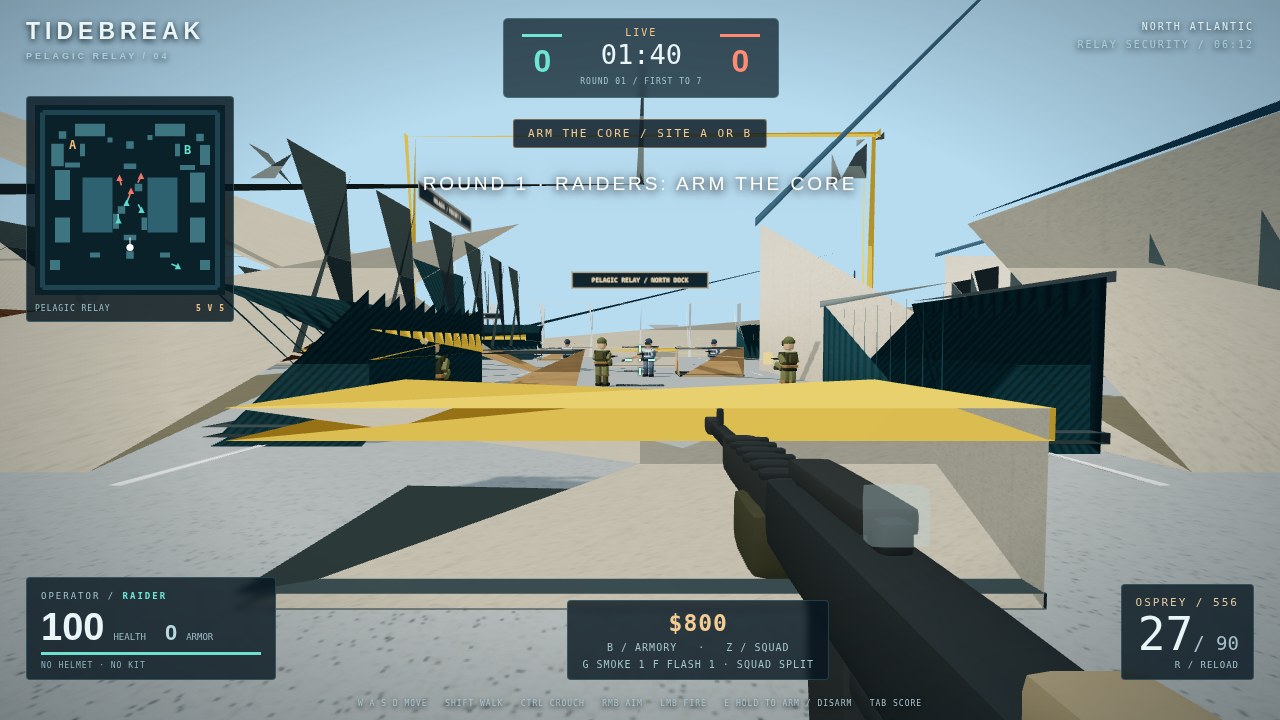 TIDEBREAK
PELAGIC RELAY / 04
LIVE
0 01:40 0
ROUND 01 / FIRST TO 7
NORTH ATLANTIC
RELAY SECURITY / 06:12
ARM THE CORE / SITE A OR B
ROUND 1 · RAIDERS: ARM THE CORE
A
B
PELAGIC RELAY 5 V 5
PELAGIC RELAY / NORTH DOCK
OPERATOR / RAIDER
100 HEALTH 0 ARMOR
NO HELMET · NO KIT
$800
B / ARMORY · Z / SQUAD
G SMOKE 1 F FLASH 1 · SQUAD SPLIT
OSPREY / 556
27 / 90
R / RELOAD
W A S D MOVE SHIFT WALK CTRL CROUCH RMB AIM LMB FIRE E HOLD TO ARM / DISARM TAB SCORE